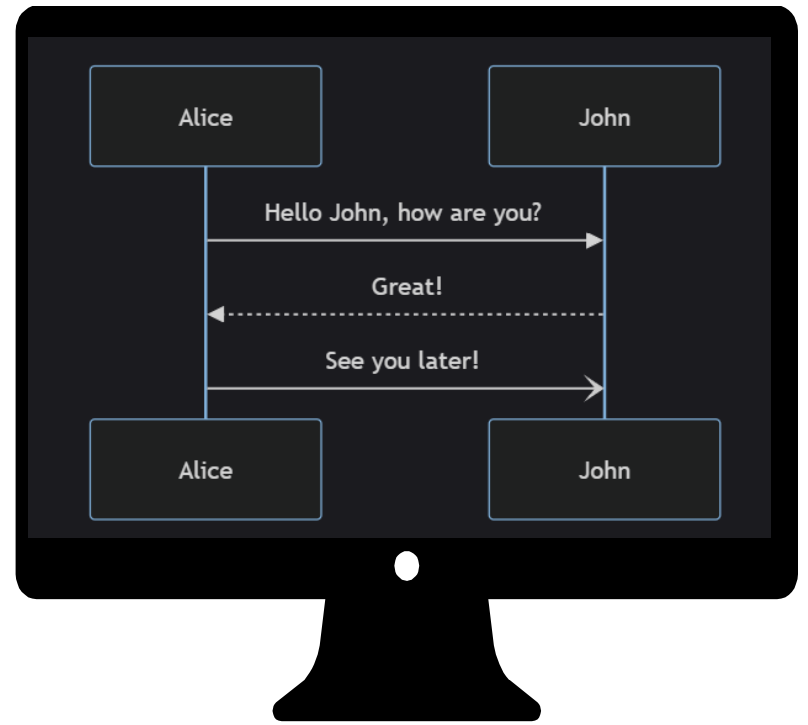 Alice
John
Hello John, how are you?
Great!
See you later!
Alice
John